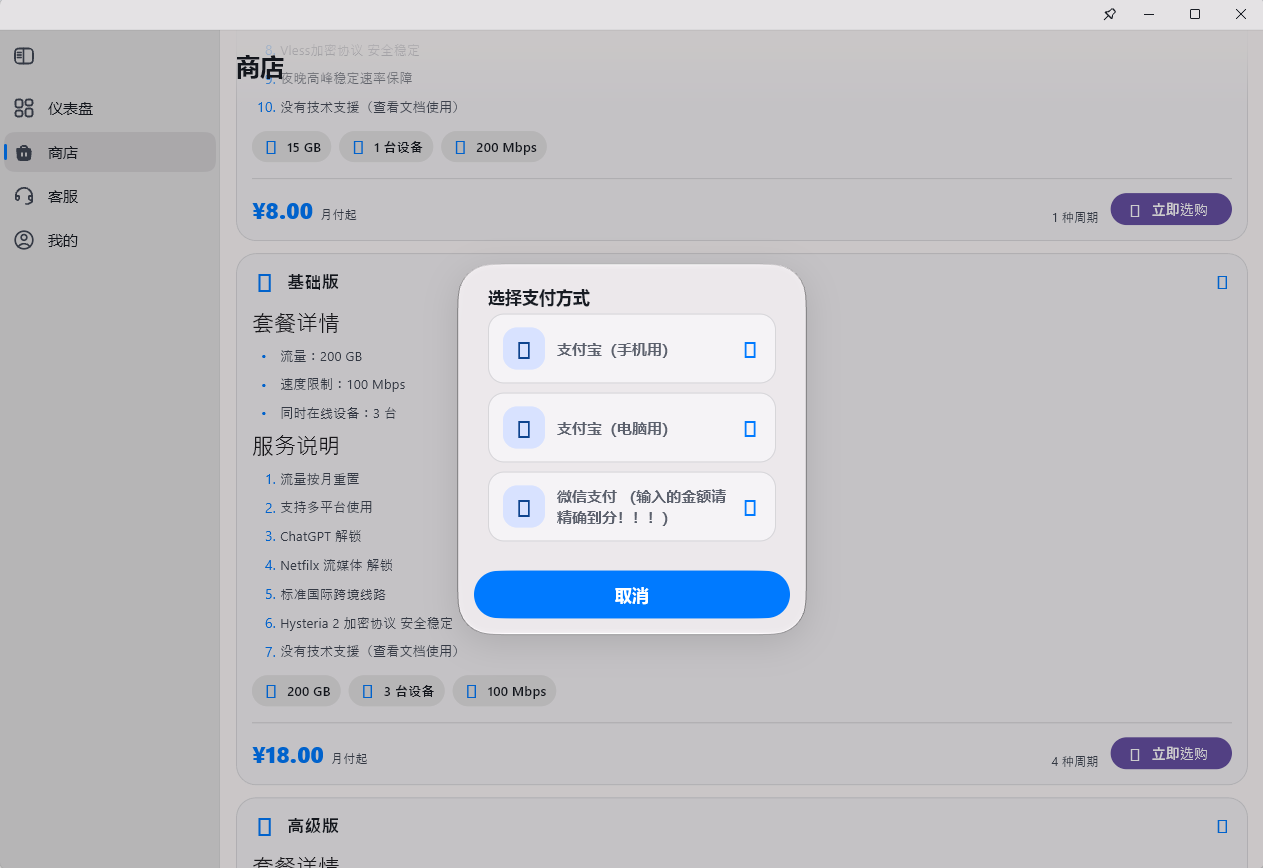 仪表盘
商店
客服
我的
商店
8. Vless加密协议 安全稳定
9. 夜晚高峰稳定速率保障
10. 没有技术支援（查看文档使用）
15 GB
1 台设备
200 Mbps
¥8.00 月付起
1 种周期
立即选购
基础版
套餐详情
• 流量：200 GB
• 速度限制：100 Mbps
• 同时在线设备：3 台
服务说明
1. 流量按月重置
2. 支持多平台使用
3. ChatGPT 解锁
4. Netfilx 流媒体 解锁
5. 标准国际跨境线路
6. Hysteria 2 加密协议 安全稳定
7. 没有技术支援（查看文档使用）
200 GB
3 台设备
100 Mbps
¥18.00 月付起
4 种周期
立即选购
高级版
套餐详情
选择支付方式
支付宝（手机用）
支付宝（电脑用）
微信支付 （输入的金额请
精确到分！！！）
取消